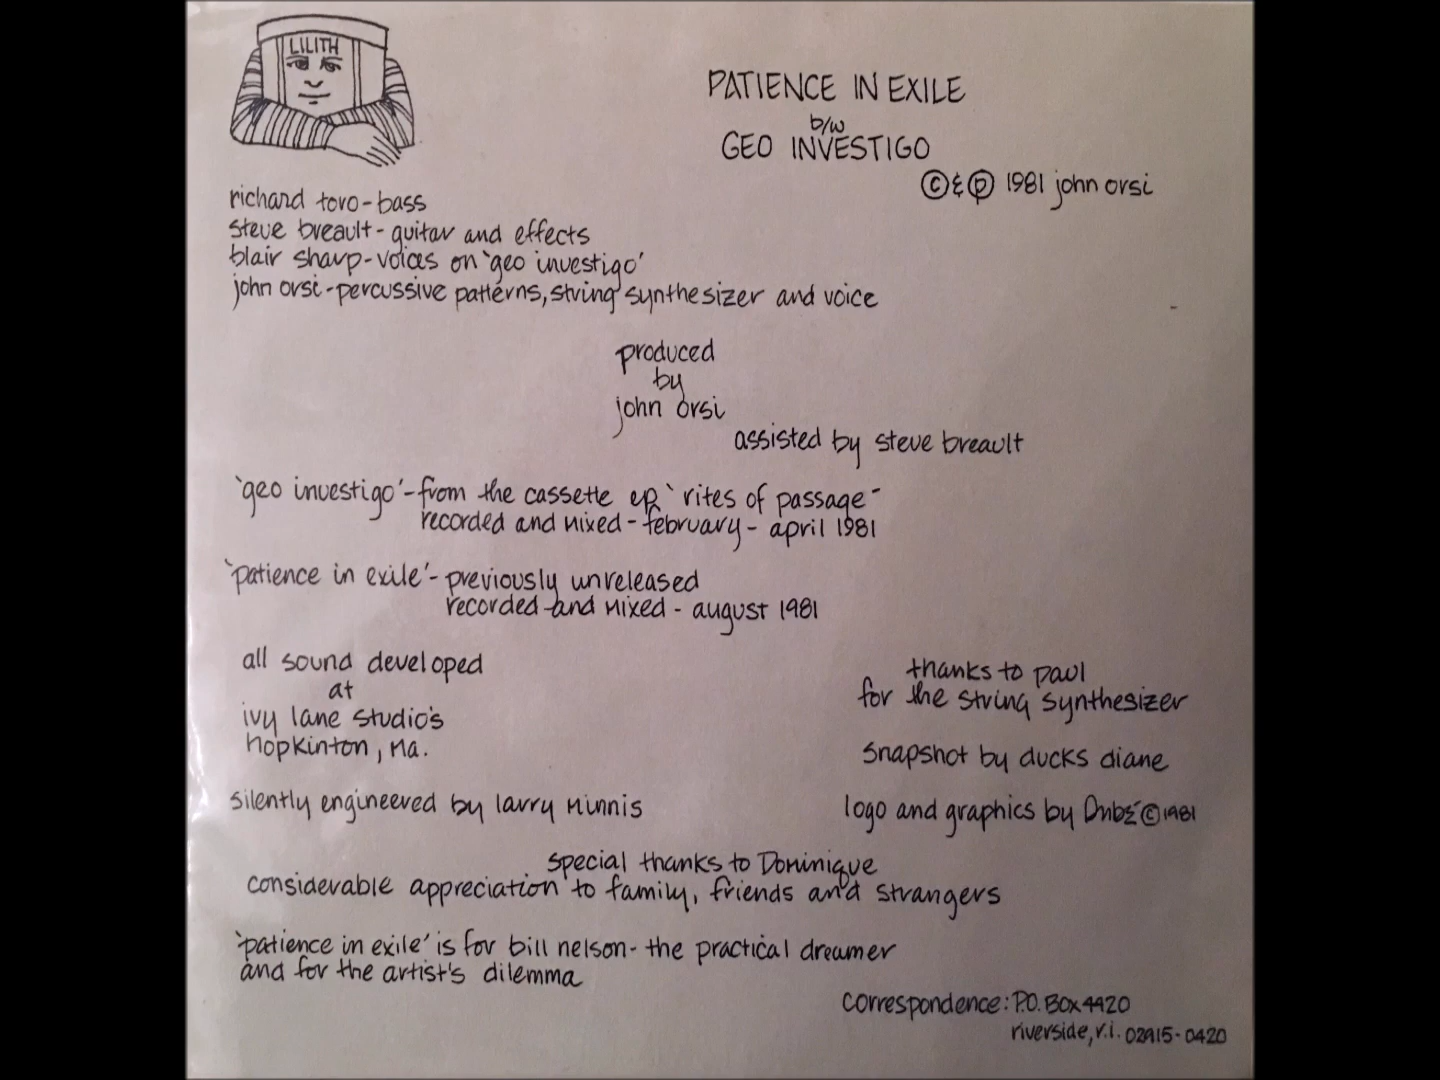 LILITH
PATIENCE IN EXILE
b/w
GEO INVESTIGO
© & ℗ 1981 john orsi
richard toro-bass
steve breault- guitar and effects
blair sharp-voices on `geo investigo'
john orsi-percussive patterns, string synthesizer and voice
produced
by
john orsi
assisted by steve breault
`geo investigo'-from the cassette ep `rites of passage-
recorded and mixed - february - april 1981
`patience in exile'- previously unreleased
recorded and mixed - august 1981
all sound developed
at
ivy lane studio's
hopkinton, ma.
silently engineered by larry minnis
thanks to paul
for the string synthesizer
snapshot by ducks diane
logo and graphics by © 1981
special thanks to Dominique
considerable appreciation to family, friends and strangers
`patience in exile' is for bill nelson- the practical dreamer
and for the artist's dilemma
correspondence: P.O. BOX 4420
riverside, r.i. 02915-0420